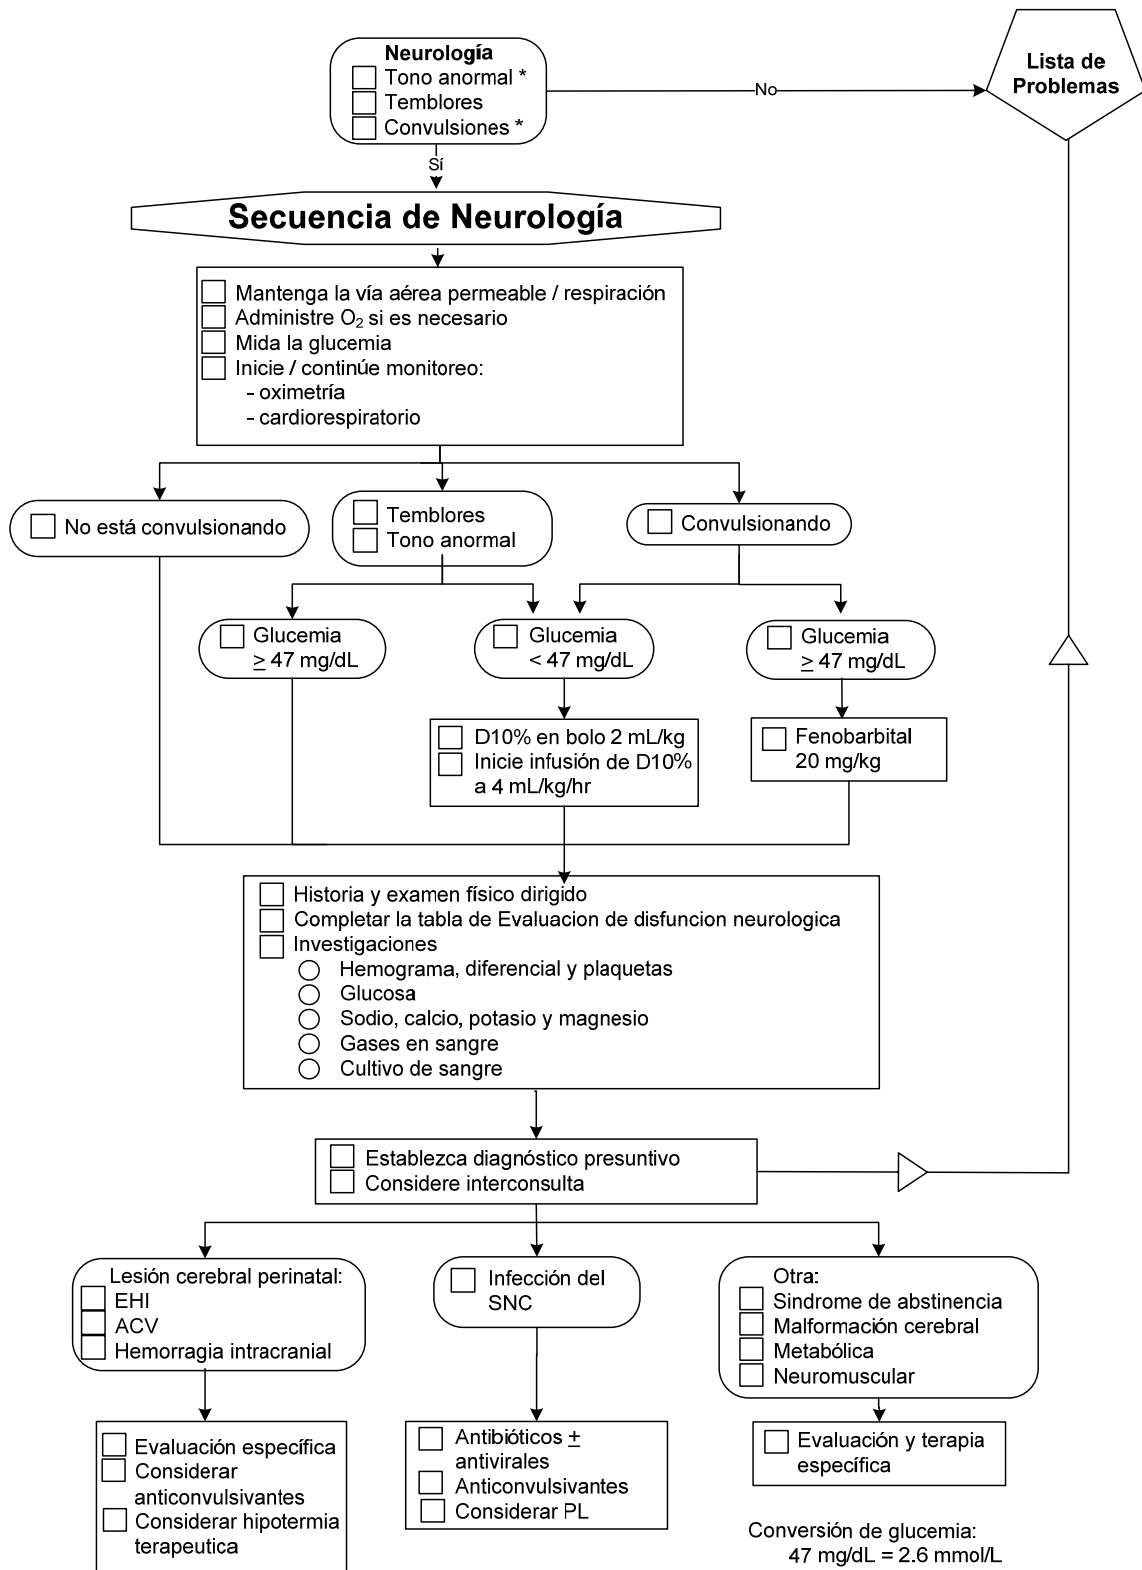 Neurología
Tono anormal *
Temblores
Convulsiones *
No
Lista de
Problemas
Sí
Secuencia de Neurología
Mantenga la vía aérea permeable / respiración
Administre O₂ si es necesario
Mida la glucemia
Inicie / continúe monitoreo:
- oximetría
- cardiorespiratorio
No está convulsionando
Temblores
Tono anormal
Convulsionando
Glucemia
≥ 47 mg/dL
Glucemia
< 47 mg/dL
Glucemia
≥ 47 mg/dL
D10% en bolo 2 mL/kg
Inicie infusión de D10%
a 4 mL/kg/hr
Fenobarbital
20 mg/kg
Historia y examen físico dirigido
Completar la tabla de Evaluacion de disfuncion neurologica
Investigaciones
Hemograma, diferencial y plaquetas
Glucosa
Sodio, calcio, potasio y magnesio
Gases en sangre
Cultivo de sangre
Establezca diagnóstico presuntivo
Considere interconsulta
Lesión cerebral perinatal:
EHI
ACV
Hemorragia intracranial
Infección del
SNC
Otra:
Sindrome de abstinencia
Malformación cerebral
Metabólica
Neuromuscular
Evaluación específica
Considerar
anticonvulsivantes
Considerar hipotermia
terapeutica
Antibióticos ±
antivirales
Anticonvulsivantes
Considerar PL
Evaluación y terapia
específica
Conversión de glucemia:
47 mg/dL = 2.6 mmol/L